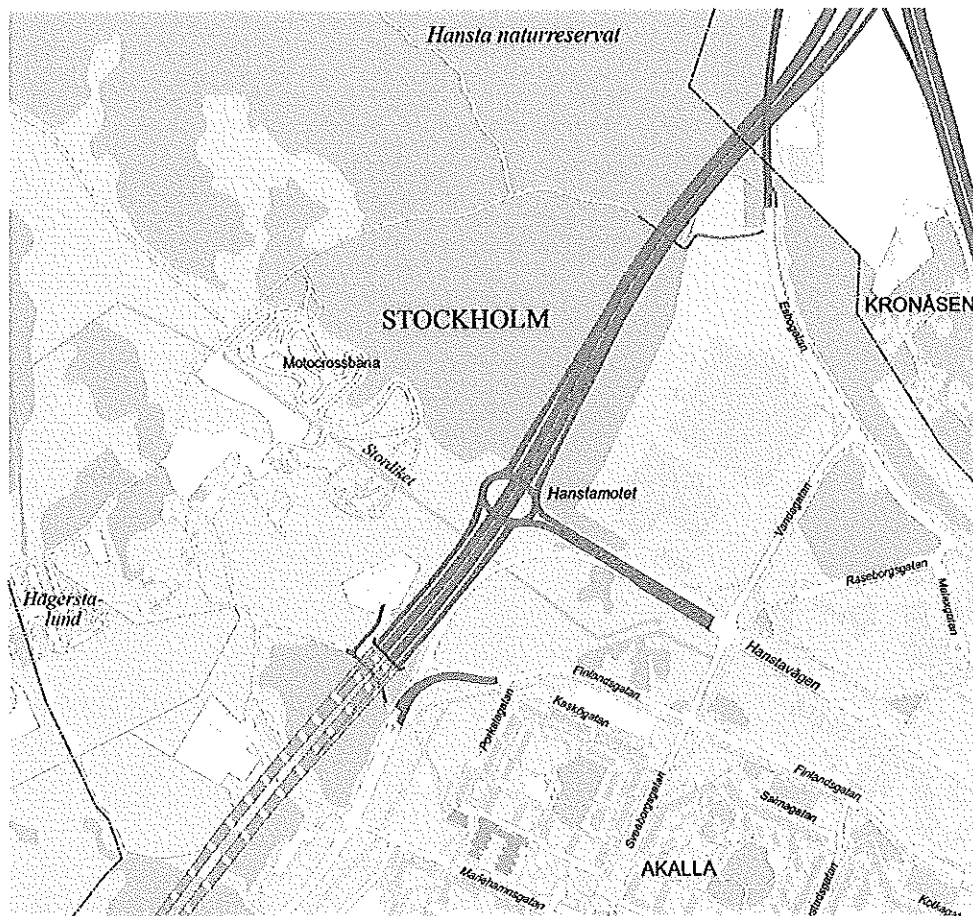 Hansta naturreservat
STOCKHOLM
KRONÅSEN
Esbogatan
Motocrossbana
Stordiket
Hanstamotet
Vandagatan
Raseborgsgatan
Malaxgatan
Hägersta-
lund
Hanstavägen
Finlandsgatan
Kaskögatan
Porkalagatan
Sveaborgsgatan
Finlandsgatan
Saimagatan
AKALLA
Mariehamnsgatan